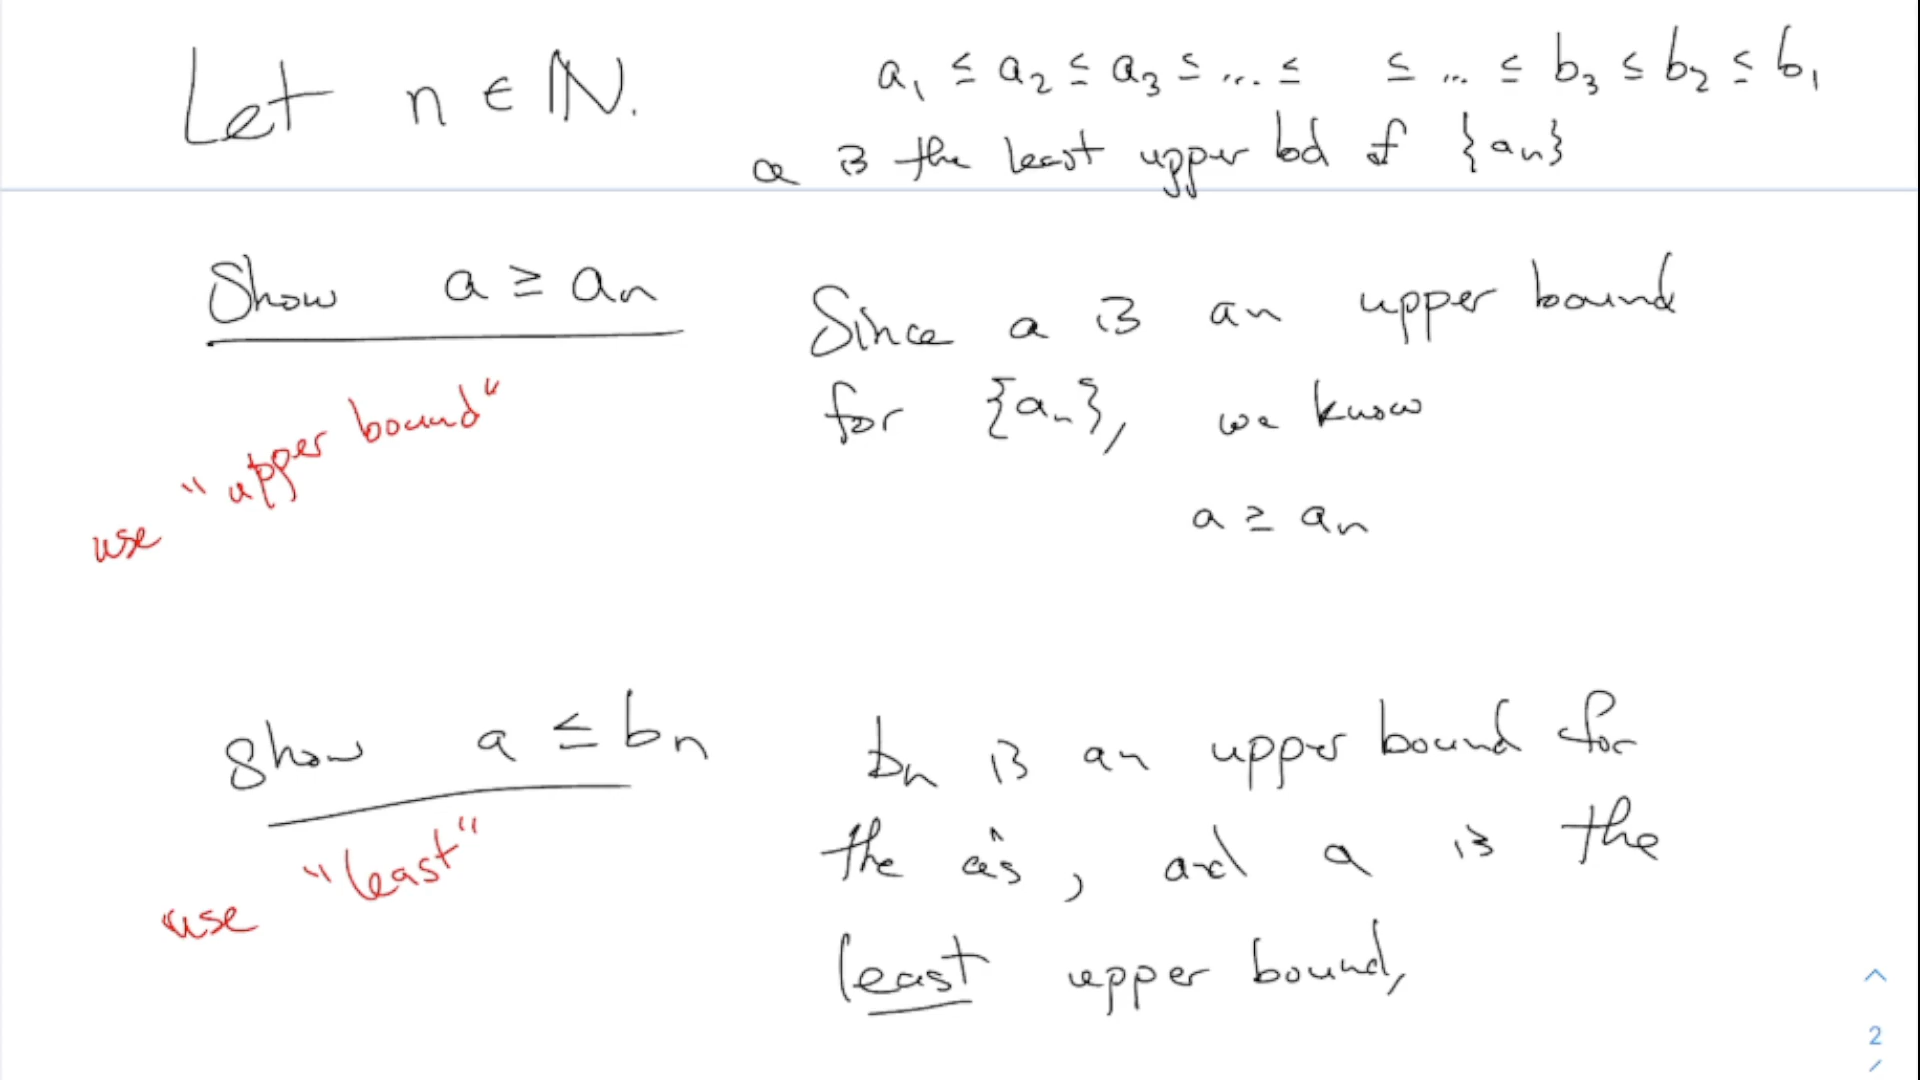 Let n ∈ ℕ.
a₁ ≤ a₂ ≤ a₃ ≤ ... ≤ ≤ ... ≤ b₃ ≤ b₂ ≤ b₁
a is the least upper bd of {aₙ}
Show a ≥ aₙ
use "upper bound"
Since a is an upper bound
for {aₙ}, we know
a ≥ aₙ
Show a ≤ bₙ
use "least"
bₙ is an upper bound for
the a's, and a is the
least upper bound,
2